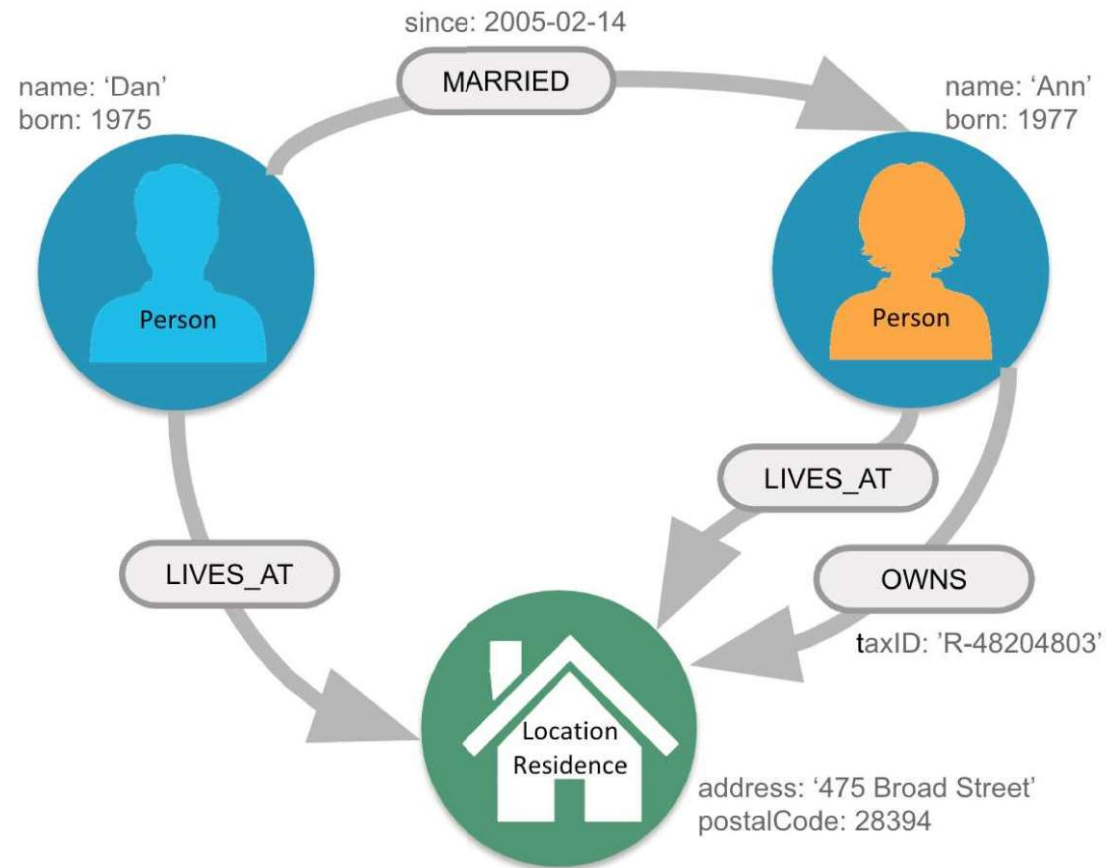 since: 2005-02-14
MARRIED
name: ‘Dan’
born: 1975
name: ‘Ann’
born: 1977
Person
Person
LIVES_AT
LIVES_AT
OWNS
taxID: ’R-48204803’
Location
Residence
address: ‘475 Broad Street’
postalCode: 28394